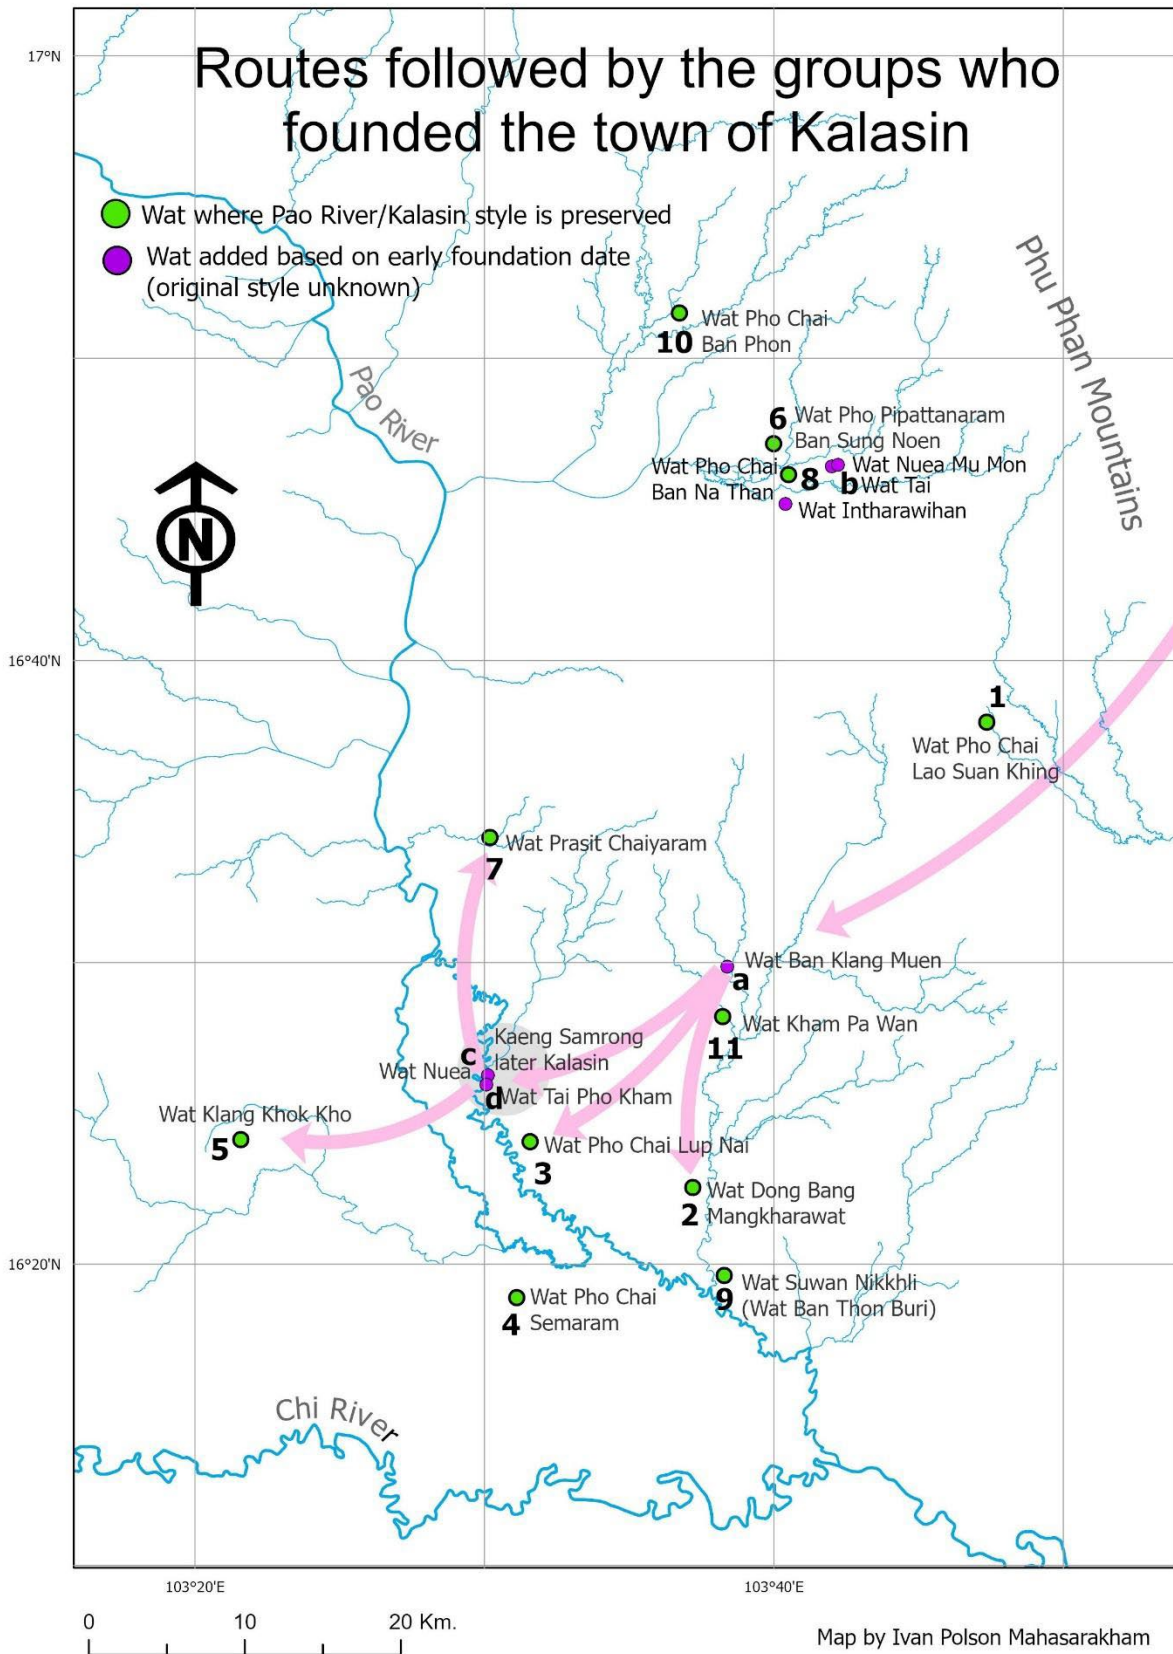 Routes followed by the groups who
founded the town of Kalasin
17°N
Wat where Pao River/Kalasin style is preserved
Wat added based on early foundation date
(original style unknown)
Phu Phan Mountains
Wat Pho Chai
10 Ban Phon
Pao River
6 Wat Pho Pipattanaram
Ban Sung Noen
Wat Pho Chai
Ban Na Than
8
Wat Nuea Mu Mon
b Wat Tai
Wat Intharawihan
N
16°40'N
1
Wat Pho Chai
Lao Suan Khing
Wat Prasit Chaiyaram
7
Wat Ban Klang Muen
a
Wat Kham Pa Wan
11
Kaeng Samrong
later Kalasin
c
Wat Nuea
d Wat Tai Pho Kham
Wat Klang Khok Kho
5
Wat Pho Chai Lup Nai
3
Wat Dong Bang
2 Mangkharawat
16°20'N
Wat Suwan Nikkhli
9 (Wat Ban Thon Buri)
Wat Pho Chai
4 Semaram
Chi River
103°20'E
103°40'E
0 10 20 Km.
Map by Ivan Polson Mahasarakham